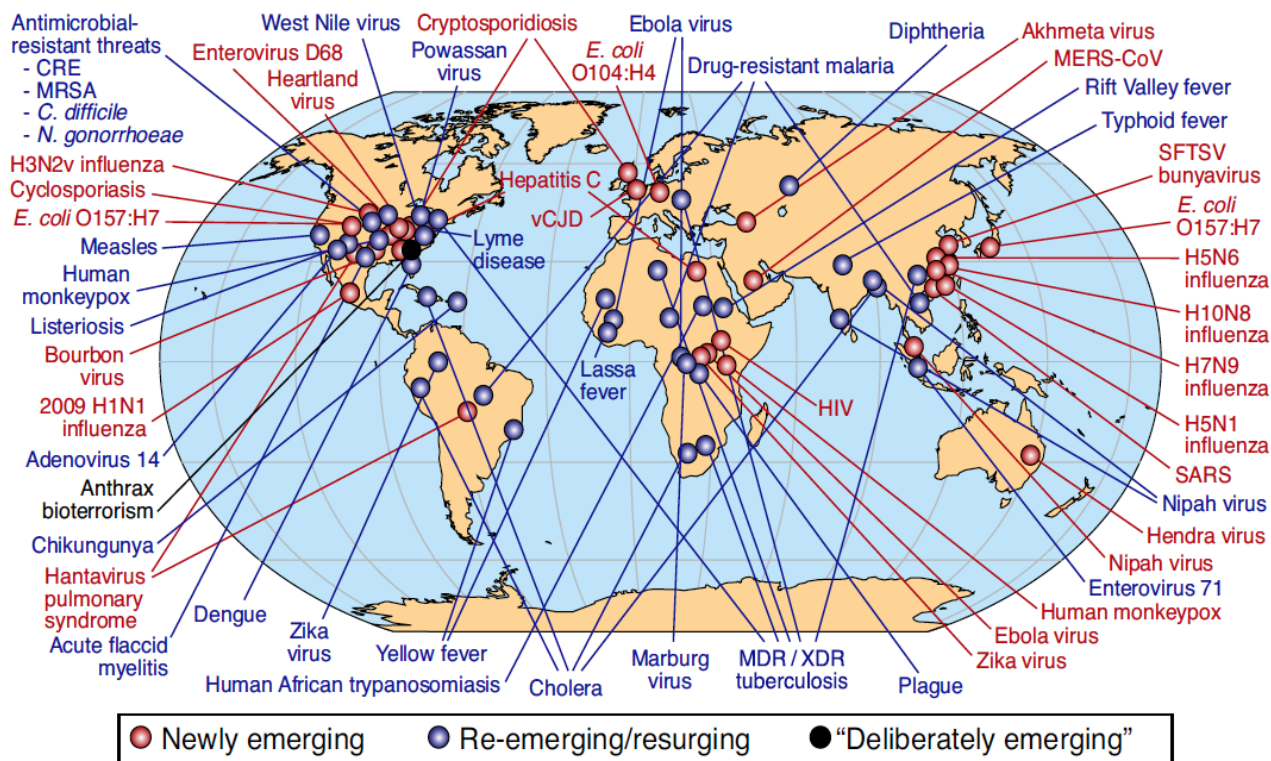 Antimicrobial-
resistant threats
- CRE
- MRSA
- C. difficile
- N. gonorrhoeae
West Nile virus
Enterovirus D68
Heartland
virus
Cryptosporidiosis
Powassan
virus
Ebola virus
E. coli
O104:H4
Drug-resistant malaria
Diphtheria
Akhmeta virus
MERS-CoV
Rift Valley fever
Typhoid fever
SFTSV
bunyavirus
E. coli
O157:H7
H5N6
influenza
H10N8
influenza
H7N9
influenza
H5N1
influenza
SARS
Nipah virus
Hendra virus
Nipah virus
Enterovirus 71
Human monkeypox
Ebola virus
Zika virus
H3N2v influenza
Cyclosporiasis
E. coli O157:H7
Measles
Human
monkeypox
Listeriosis
Bourbon
virus
2009 H1N1
influenza
Adenovirus 14
Anthrax
bioterrorism
Chikungunya
Hantavirus
pulmonary
syndrome
Acute flaccid
myelitis
Hepatitis C
vCJD
Lyme
disease
Lassa
fever
HIV
Dengue
Zika
virus
Yellow fever
Human African trypanosomiasis
Cholera
Marburg
virus
MDR / XDR
tuberculosis
Plague
Newly emerging
Re-emerging/resurging
“Deliberately emerging”